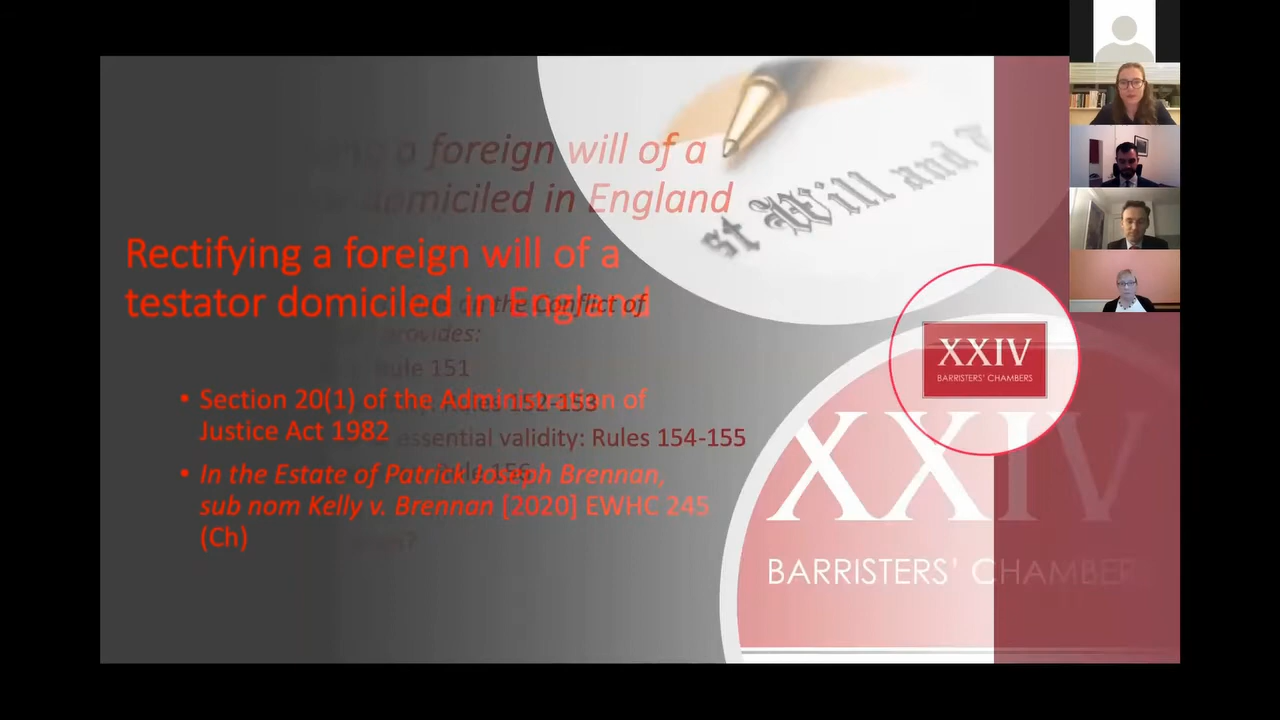 a foreign will of a
domiciled in England
Rectifying a foreign will of a
testator domiciled in England
the Conflict of
provides:
Rule 151
• Section 20(1) of the Administration of
Justice Act 1982
152-153
essential validity: Rules 154-155
• In the Estate of Patrick Joseph Brennan,
sub nom Kelly v. Brennan [2020] EWHC 245
(Ch)
st Will and
XXIV
BARRISTERS' CHAMBERS
XXIV
BARRISTERS' CHAMBER